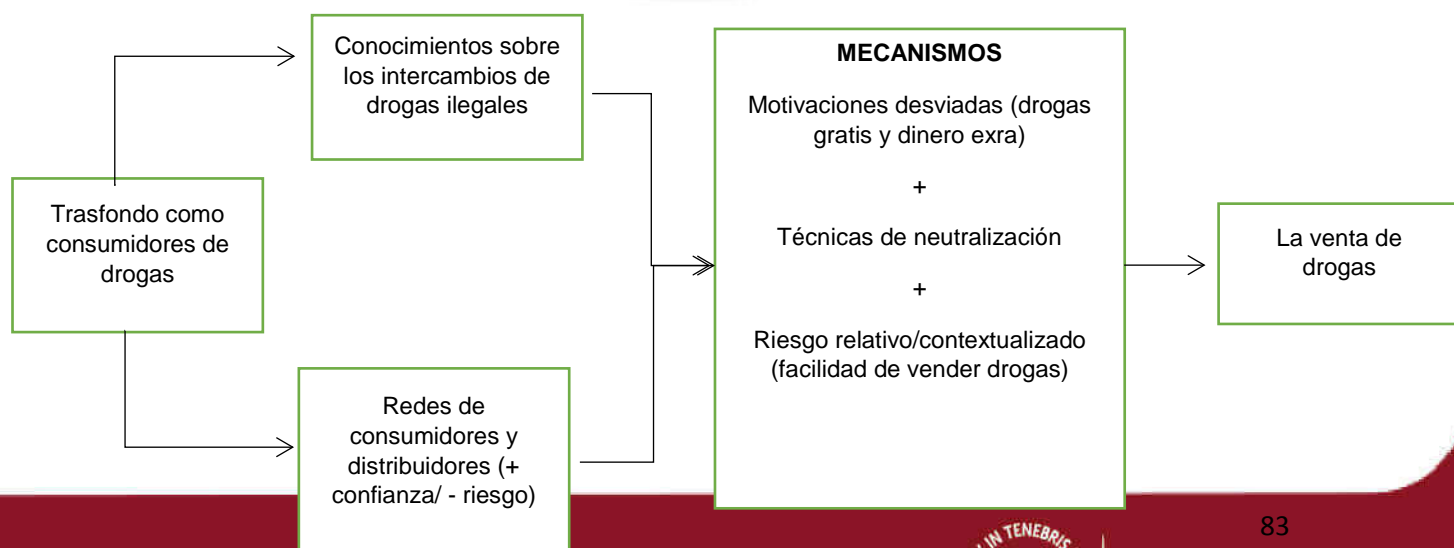 Trasfondo como
consumidores de
drogas
Conocimientos sobre
los intercambios de
drogas ilegales
Redes de
consumidores y
distribuidores (+
confianza/ - riesgo)
MECANISMOS
Motivaciones desviadas (drogas
gratis y dinero exra)
+
Técnicas de neutralización
+
Riesgo relativo/contextualizado
(facilidad de vender drogas)
La venta de
drogas
IN TENEBRIS
83